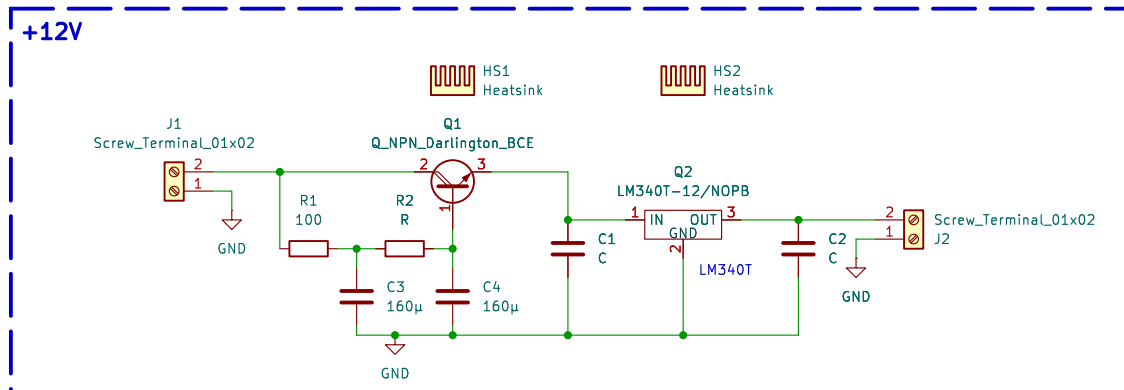 +12V
HS1
Heatsink
HS2
Heatsink
J1
Screw_Terminal_01x02
2
1
GND
Q1
Q_NPN_Darlington_BCE
2
3
1
R1
100
R2
R
Q2
LM340T-12/NOPB
1
IN
OUT
3
GND
2
LM340T
C1
C
C2
C
2
1
Screw_Terminal_01x02
J2
GND
C3
160µ
C4
160µ
GND